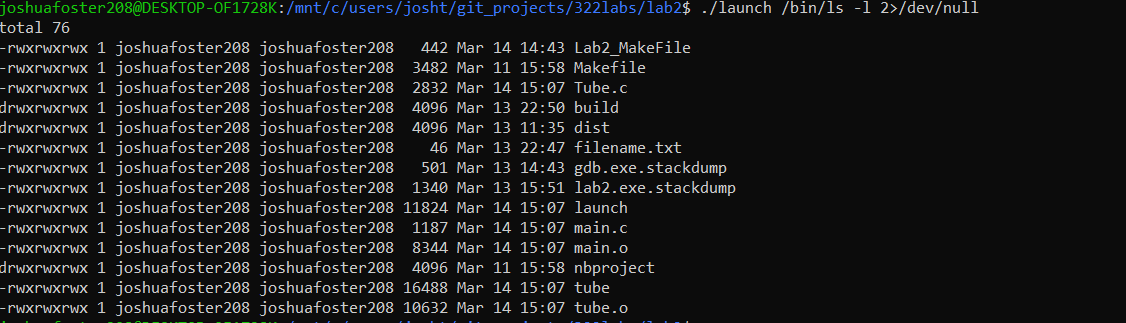 joshuafoster208@DESKTOP-OF1728K:/mnt/c/users/josht/git_projects/322labs/lab2$ ./launch /bin/ls -l 2>/dev/null
total 76
-rwxrwxrwx 1 joshuafoster208 joshuafoster208   442 Mar 14 14:43 Lab2_MakeFile
-rwxrwxrwx 1 joshuafoster208 joshuafoster208  3482 Mar 11 15:58 Makefile
-rwxrwxrwx 1 joshuafoster208 joshuafoster208  2832 Mar 14 15:07 Tube.c
drwxrwxrwx 1 joshuafoster208 joshuafoster208  4096 Mar 13 22:50 build
drwxrwxrwx 1 joshuafoster208 joshuafoster208  4096 Mar 13 11:35 dist
-rwxrwxrwx 1 joshuafoster208 joshuafoster208    46 Mar 13 22:47 filename.txt
-rwxrwxrwx 1 joshuafoster208 joshuafoster208   501 Mar 13 14:43 gdb.exe.stackdump
-rwxrwxrwx 1 joshuafoster208 joshuafoster208  1340 Mar 13 15:51 lab2.exe.stackdump
-rwxrwxrwx 1 joshuafoster208 joshuafoster208 11824 Mar 14 15:07 launch
-rwxrwxrwx 1 joshuafoster208 joshuafoster208  1187 Mar 14 15:07 main.c
-rwxrwxrwx 1 joshuafoster208 joshuafoster208  8344 Mar 14 15:07 main.o
drwxrwxrwx 1 joshuafoster208 joshuafoster208  4096 Mar 11 15:58 nbproject
-rwxrwxrwx 1 joshuafoster208 joshuafoster208 16488 Mar 14 15:07 tube
-rwxrwxrwx 1 joshuafoster208 joshuafoster208 10632 Mar 14 15:07 tube.o